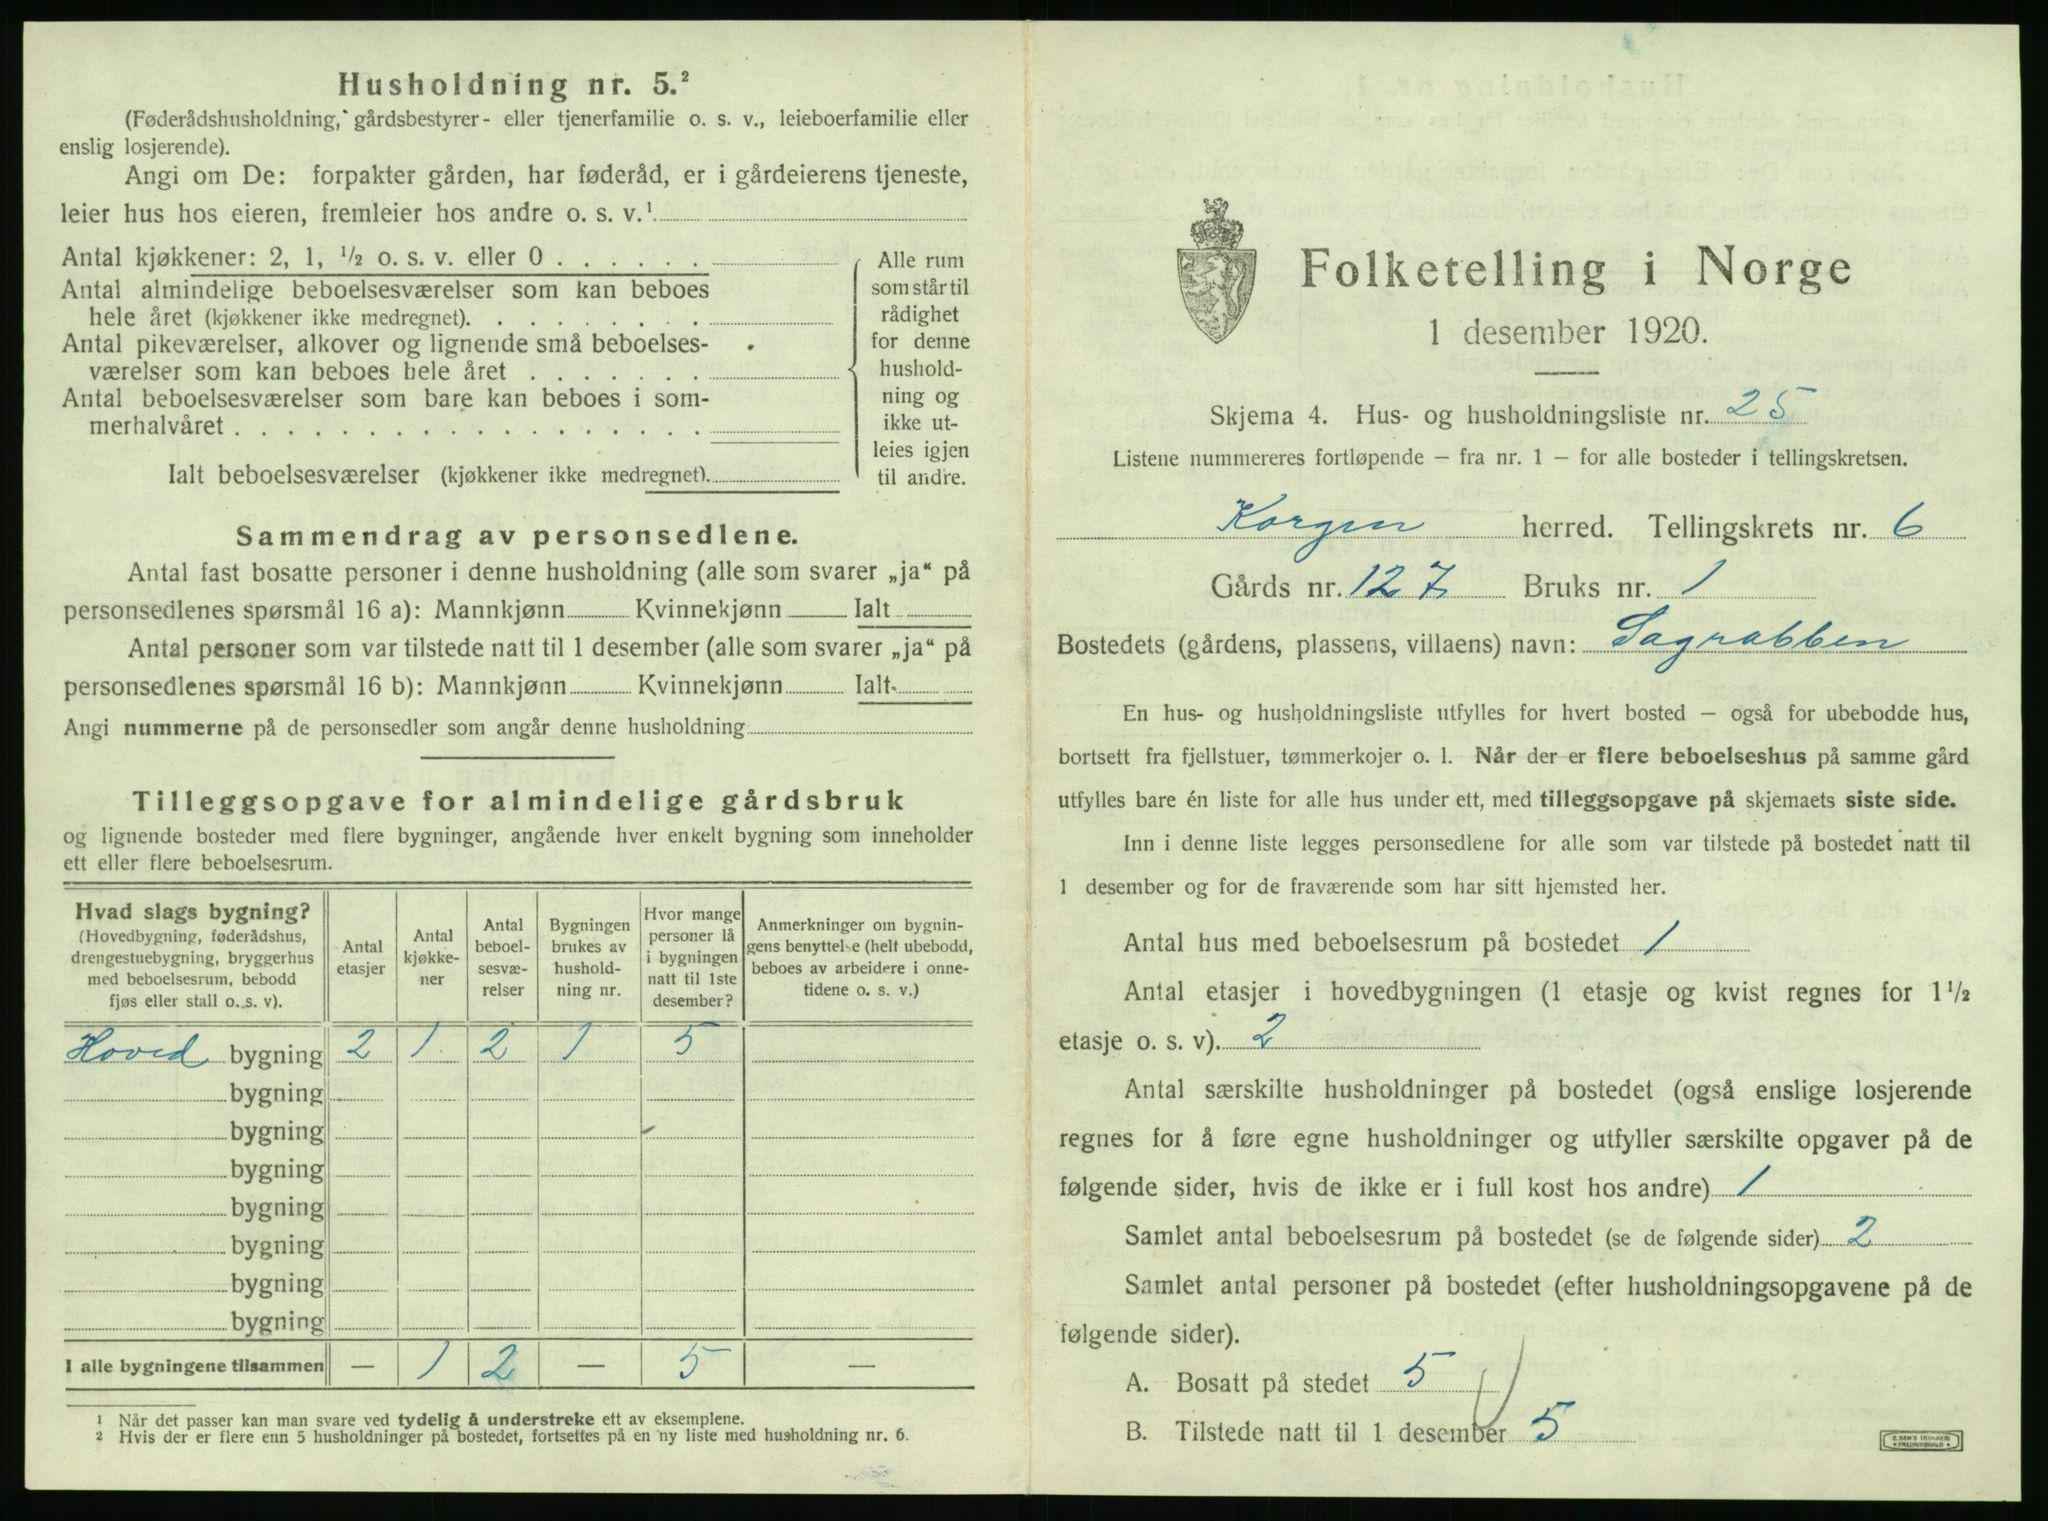 Husholdning nr. 5.²
(Føderådshusholdning, gårdsbestyrer- eller tjenerfamilie o. s. v., leieboerfamilie eller
enslig losjerende).
Angi om De: forpakter gården, har føderåd, er i gårdeierens tjeneste,
leier hus hos eieren, fremleier hos andre o. s. v.¹
Antal kjøkkener: 2, 1, ½ o. s. v. eller 0 . . . . . .
Antal almindelige beboelsesværelser som kan beboes
hele året (kjøkkener ikke medregnet). . . . . . . . .
Antal pikeværelser, alkover og lignende små beboelses-
værelser som kan beboes hele året . . . . . . .
Antal beboelsesværelser som bare kan beboes i som-
merhalvåret . . . . . . . . . . . . . . . . . .
Ialt beboelsesværelser (kjøkkener ikke medregnet).
Alle rum
som står til
rådighet
for denne
hushold-
ning og
ikke ut-
leies igjen
til andre.
Sammendrag av personsedlene.
Antal fast bosatte personer i denne husholdning (alle som svarer „ja“ på
personsedlenes spørsmål 16 a): Mannkjønn Kvinnekjønn Ialt
Antal personer som var tilstede natt til 1 desember (alle som svarer „ja“ på
personsedlenes spørsmål 16 b): Mannkjønn Kvinnekjønn Ialt
Angi nummerne på de personsedler som angår denne husholdning
Tilleggsopgave for almindelige gårdsbruk
og lignende bosteder med flere bygninger, angående hver enkelt bygning som inneholder
ett eller flere beboelsesrum.
Hvad slags bygning?
(Hovedbygning, føderådshus,
drengestuebygning, bryggerhus
med beboelsesrum, bebodd
fjøs eller stall o. s. v).
Antal
etasjer
Antal
kjøkke-
ner
Antal
beboel-
sesvæ-
relser
Bygningen
brukes av
hushold-
ning nr.
Hvor mange
personer lå
i bygningen
natt til 1ste
desember?
Anmerkninger om bygnin-
gens benyttelse (helt ubebodd,
beboes av arbeidere i onne-
tidene o. s. v.)
Hoved bygning 2 1 2 1 5
bygning
bygning
bygning
bygning
bygning
bygning
bygning
I alle bygningene tilsammen — 1 2 — 5 —
¹ Når det passer kan man svare ved tydelig å understreke ett av eksemplene.
² Hvis der er flere enn 5 husholdninger på bostedet, fortsettes på en ny liste med husholdning nr. 6.
Folketelling i Norge
1 desember 1920.
Skjema 4. Hus- og husholdningsliste nr. 25
Listene nummereres fortløpende — fra nr. 1 — for alle bosteder i tellingskretsen.
Korgen herred. Tellingskrets nr. 6
Gårds nr. 127 Bruks nr. 1
Bostedets (gårdens, plassens, villaens) navn: Sagrabben
En hus- og husholdningsliste utfylles for hvert bosted — også for ubebodde hus,
bortsett fra fjellstuer, tømmerkojer o. l. Når der er flere beboelseshus på samme gård
utfylles bare én liste for alle hus under ett, med tilleggsopgave på skjemaets siste side.
Inn i denne liste legges personsedlene for alle som var tilstede på bostedet natt til
1 desember og for de fraværende som har sitt hjemsted her.
Antal hus med beboelsesrum på bostedet 1
Antal etasjer i hovedbygningen (1 etasje og kvist regnes for 1½
etasje o. s. v). 2
Antal særskilte husholdninger på bostedet (også enslige losjerende
regnes for å føre egne husholdninger og utfyller særskilte opgaver på de
følgende sider, hvis de ikke er i full kost hos andre) 1
Samlet antal beboelsesrum på bostedet (se de følgende sider) 2
Samlet antal personer på bostedet (efter husholdningsopgavene på de
følgende sider).
A. Bosatt på stedet 5
B. Tilstede natt til 1 desember 5